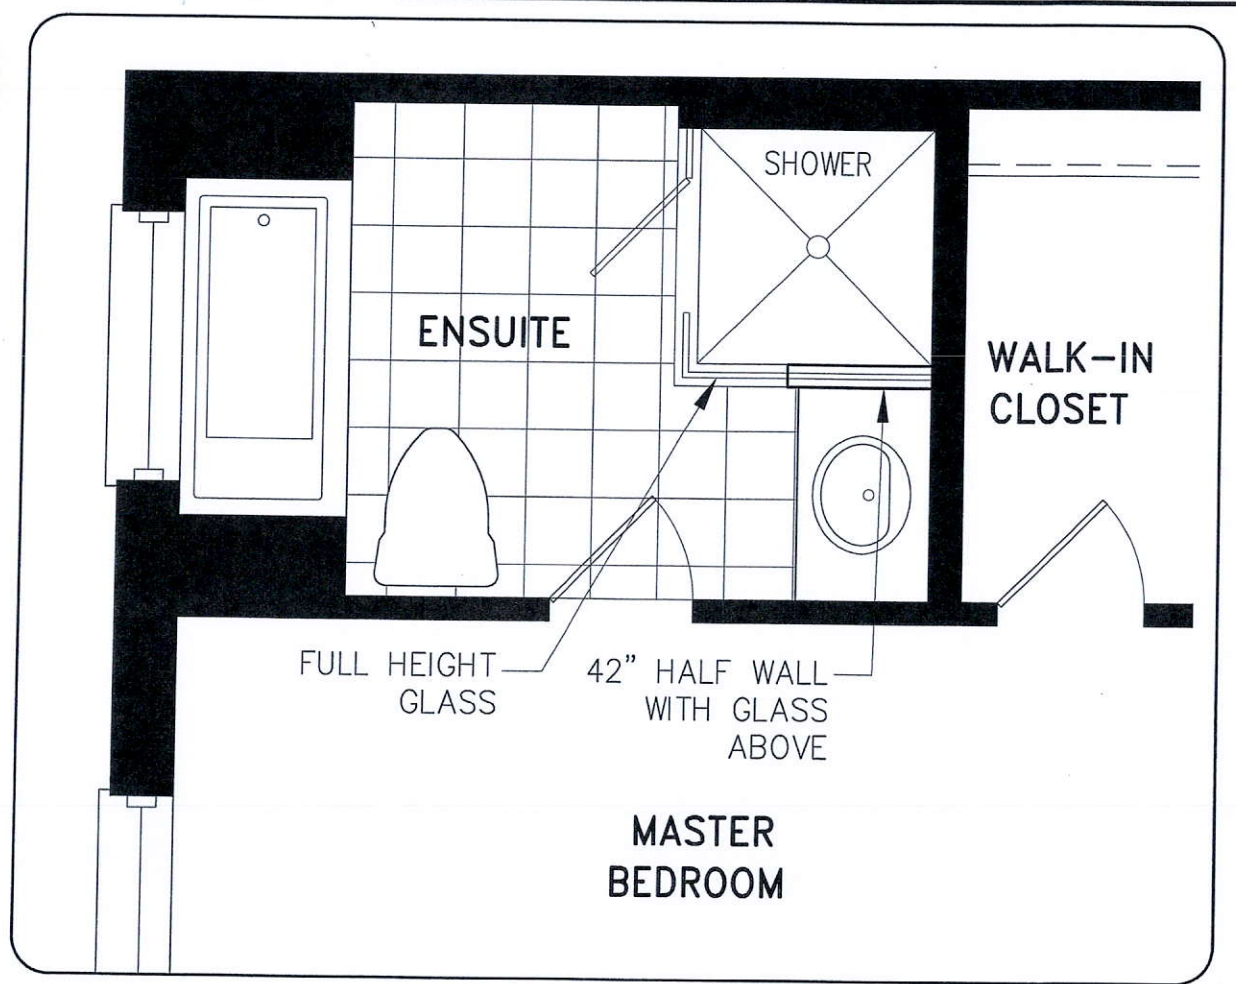 SHOWER
ENSUITE
WALK-IN
CLOSET
FULL HEIGHT
GLASS
42” HALF WALL
WITH GLASS
ABOVE
MASTER
BEDROOM